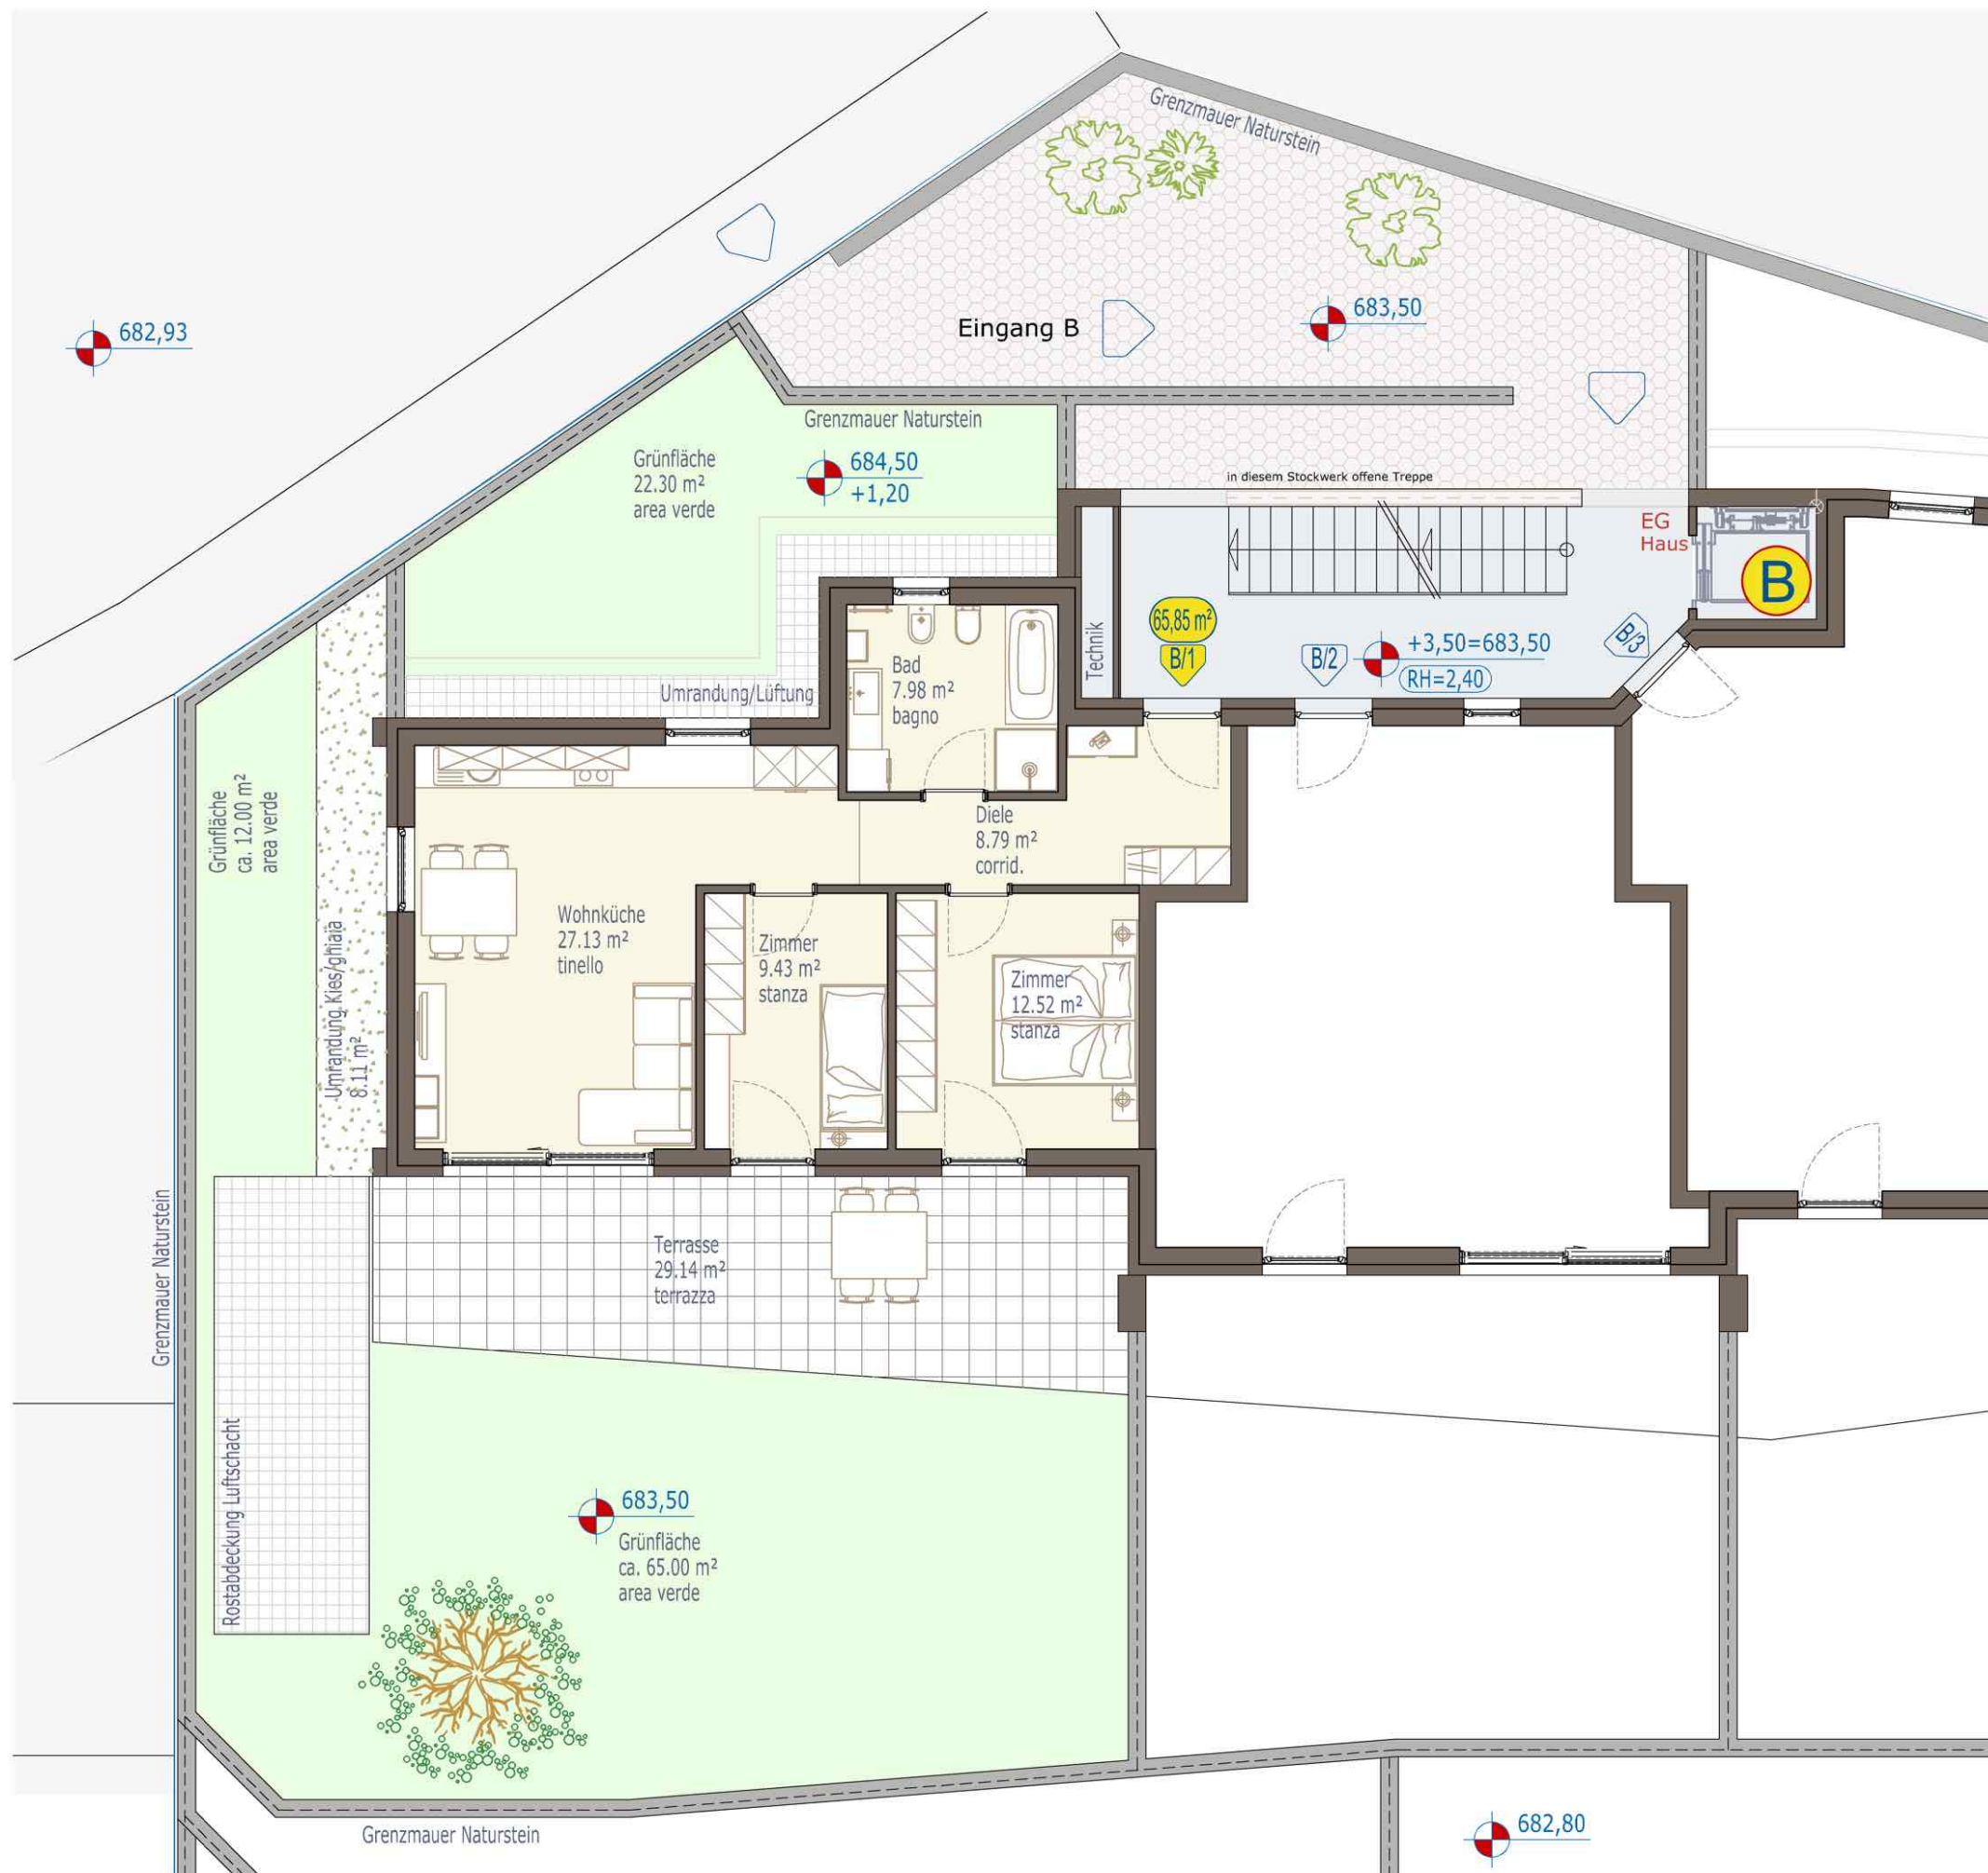 Grenzmauer Naturstein
682,93
683,50
Eingang B
Grenzmauer Naturstein
Grünfläche
22.30 m²
area verde
684,50
+1,20
in diesem Stockwerk offene Treppe
EG
Haus
B
65,85 m²
B/1
B/2
B/3
+3,50=683,50
RH=2,40
Technik
Umrandung/Lüftung
Bad
7.98 m²
bagno
Grünfläche
ca. 12.00 m²
area verde
Diele
8.79 m²
corrid.
Umrandung Kies/ghiaia
8.11 m²
Wohnküche
27.13 m²
tinello
Zimmer
9.43 m²
stanza
Zimmer
12.52 m²
stanza
Grenzmauer Naturstein
Terrasse
29.14 m²
terrazza
Rostabdeckung Luftschacht
683,50
Grünfläche
ca. 65.00 m²
area verde
Grenzmauer Naturstein
682,80